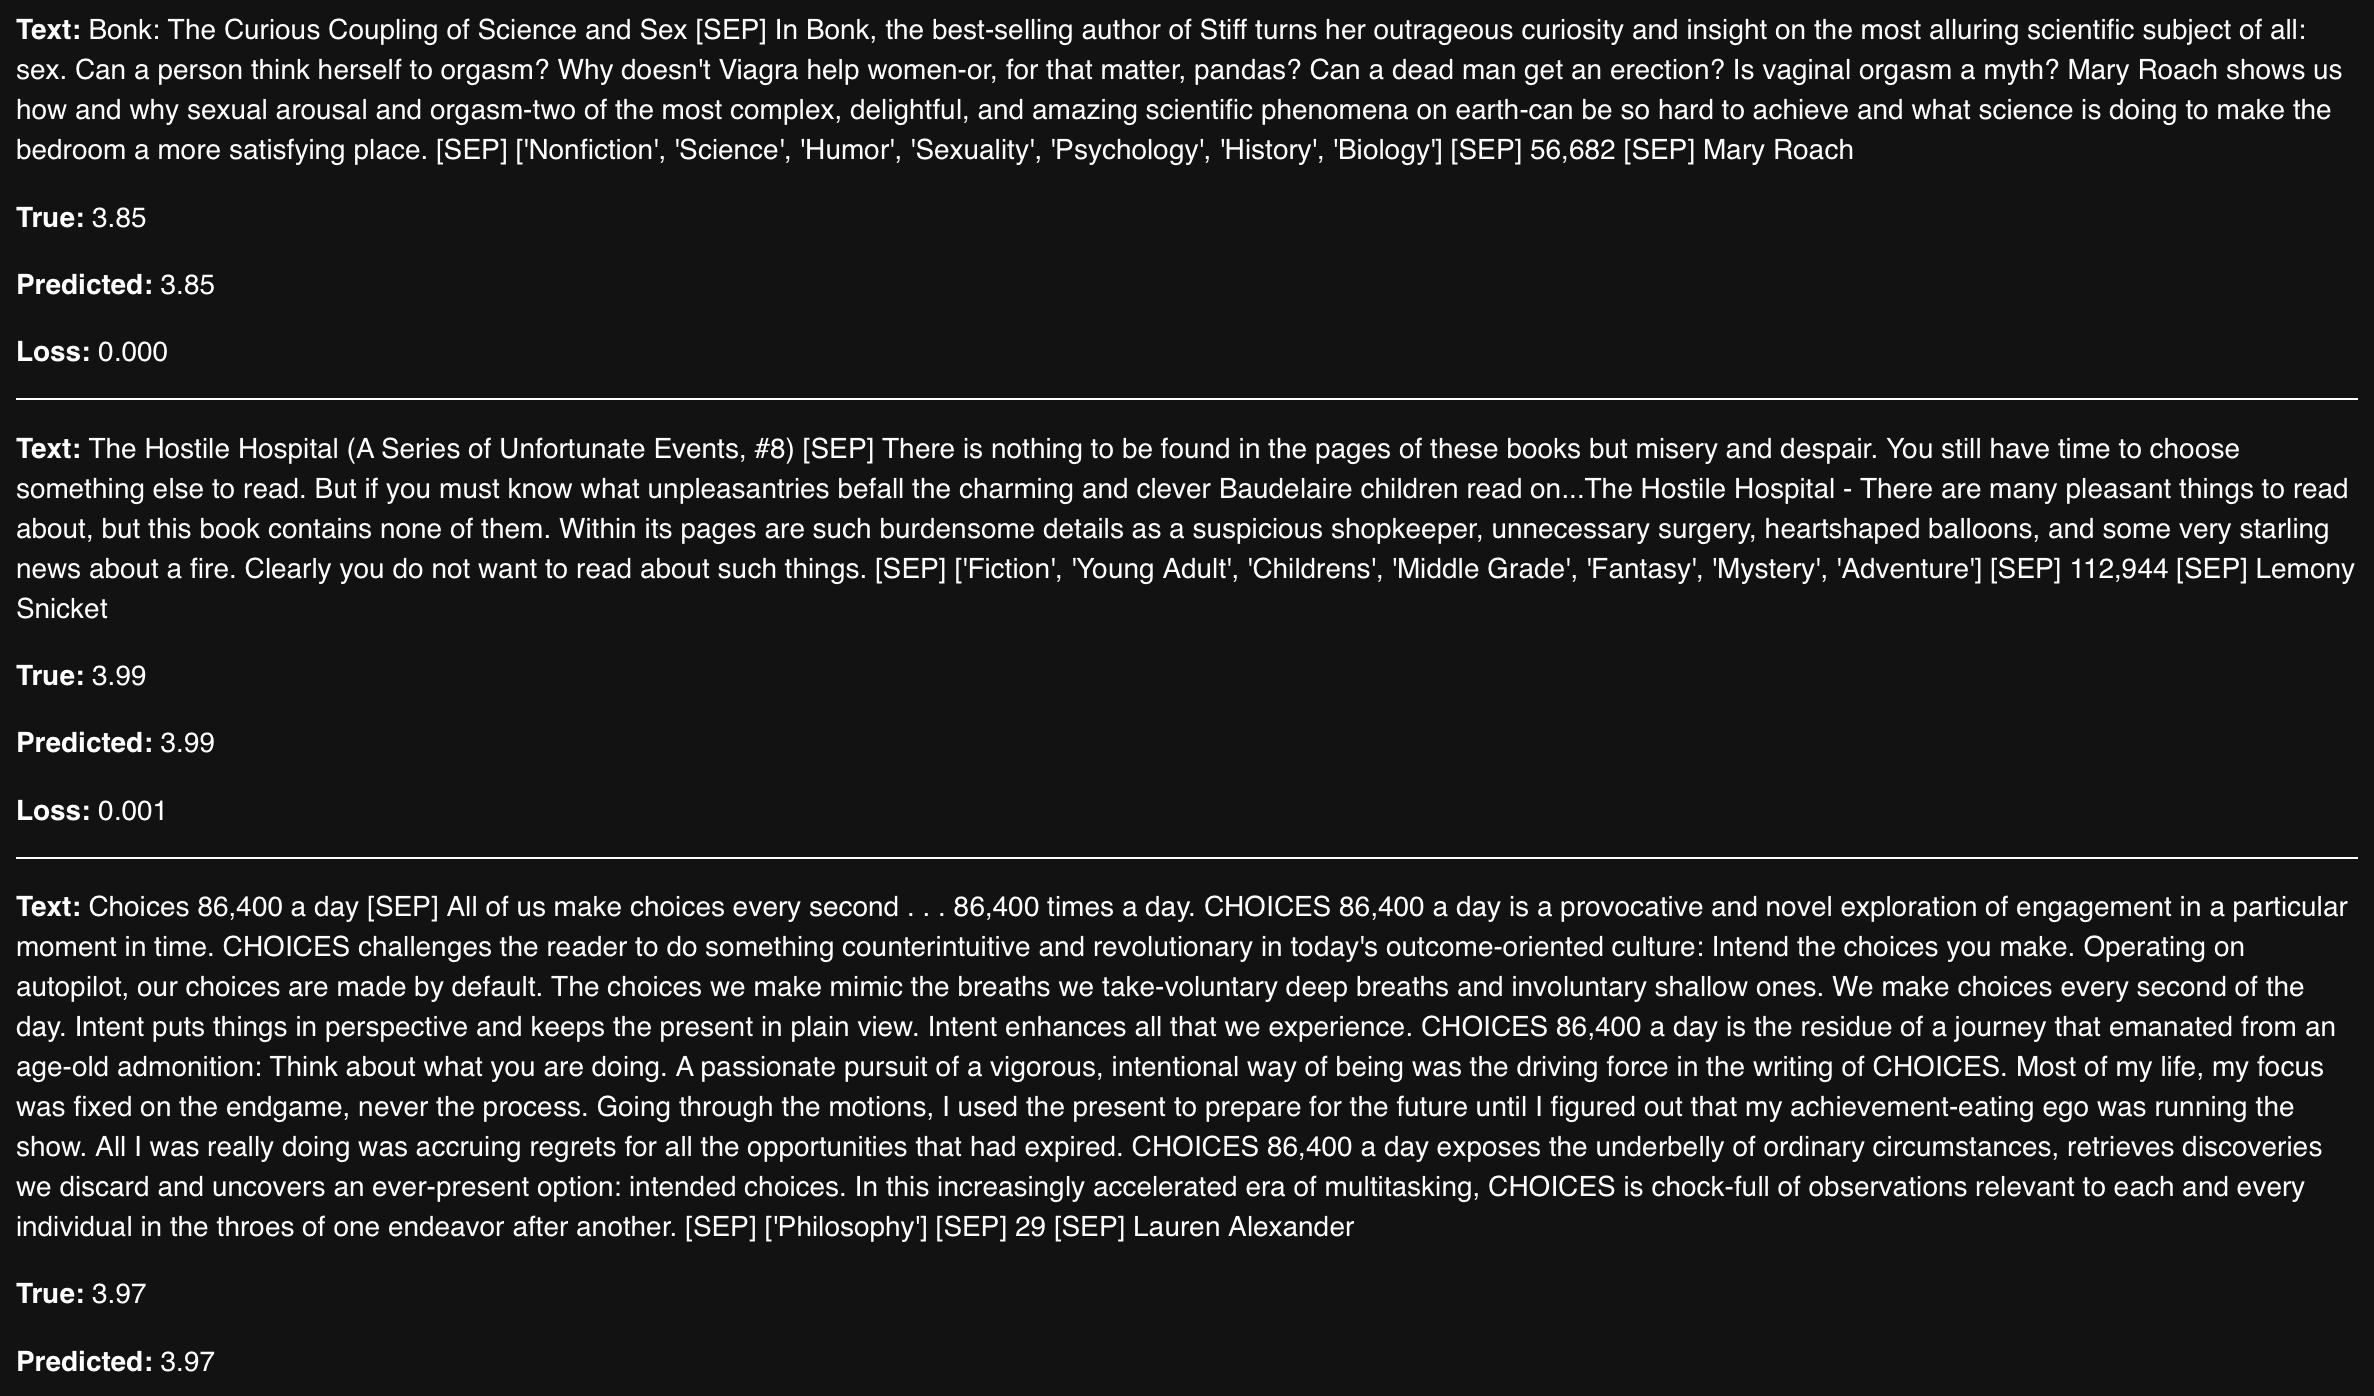 Text: Bonk: The Curious Coupling of Science and Sex [SEP] In Bonk, the best-selling author of Stiff turns her outrageous curiosity and insight on the most alluring scientific subject of all:
sex. Can a person think herself to orgasm? Why doesn't Viagra help women-or, for that matter, pandas? Can a dead man get an erection? Is vaginal orgasm a myth? Mary Roach shows us
how and why sexual arousal and orgasm-two of the most complex, delightful, and amazing scientific phenomena on earth-can be so hard to achieve and what science is doing to make the
bedroom a more satisfying place. [SEP] ['Nonfiction', 'Science', 'Humor', 'Sexuality', 'Psychology', 'History', 'Biology'] [SEP] 56,682 [SEP] Mary Roach
True: 3.85
Predicted: 3.85
Loss: 0.000
Text: The Hostile Hospital (A Series of Unfortunate Events, #8) [SEP] There is nothing to be found in the pages of these books but misery and despair. You still have time to choose
something else to read. But if you must know what unpleasantries befall the charming and clever Baudelaire children read on...The Hostile Hospital - There are many pleasant things to read
about, but this book contains none of them. Within its pages are such burdensome details as a suspicious shopkeeper, unnecessary surgery, heartshaped balloons, and some very starling
news about a fire. Clearly you do not want to read about such things. [SEP] ['Fiction', 'Young Adult', 'Childrens', 'Middle Grade', 'Fantasy', 'Mystery', 'Adventure'] [SEP] 112,944 [SEP] Lemony
Snicket
True: 3.99
Predicted: 3.99
Loss: 0.001
Text: Choices 86,400 a day [SEP] All of us make choices every second . . . 86,400 times a day. CHOICES 86,400 a day is a provocative and novel exploration of engagement in a particular
moment in time. CHOICES challenges the reader to do something counterintuitive and revolutionary in today's outcome-oriented culture: Intend the choices you make. Operating on
autopilot, our choices are made by default. The choices we make mimic the breaths we take-voluntary deep breaths and involuntary shallow ones. We make choices every second of the
day. Intent puts things in perspective and keeps the present in plain view. Intent enhances all that we experience. CHOICES 86,400 a day is the residue of a journey that emanated from an
age-old admonition: Think about what you are doing. A passionate pursuit of a vigorous, intentional way of being was the driving force in the writing of CHOICES. Most of my life, my focus
was fixed on the endgame, never the process. Going through the motions, I used the present to prepare for the future until I figured out that my achievement-eating ego was running the
show. All I was really doing was accruing regrets for all the opportunities that had expired. CHOICES 86,400 a day exposes the underbelly of ordinary circumstances, retrieves discoveries
we discard and uncovers an ever-present option: intended choices. In this increasingly accelerated era of multitasking, CHOICES is chock-full of observations relevant to each and every
individual in the throes of one endeavor after another. [SEP] ['Philosophy'] [SEP] 29 [SEP] Lauren Alexander
True: 3.97
Predicted: 3.97